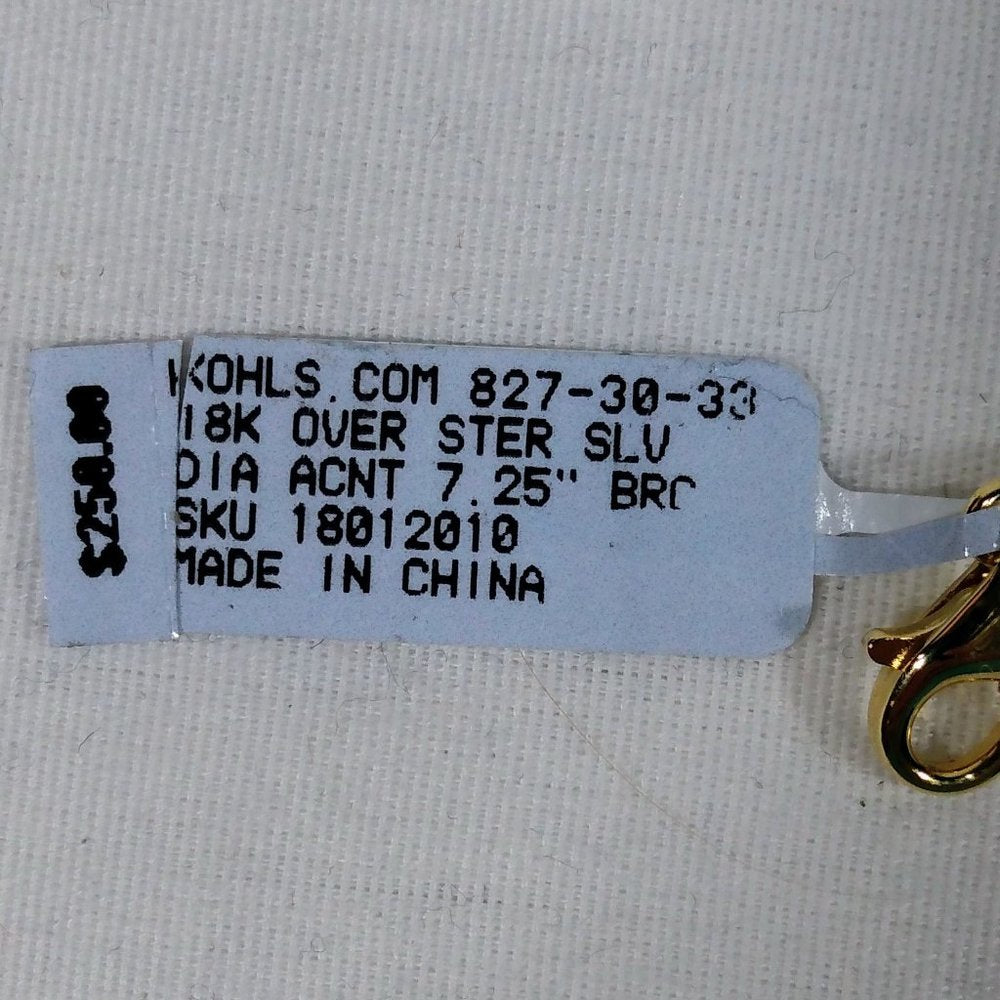 $250.00
KOHLS.COM 827-30-33
18K OVER STER SLV
DIA ACNT 7.25" BRC
SKU 18012010
MADE IN CHINA